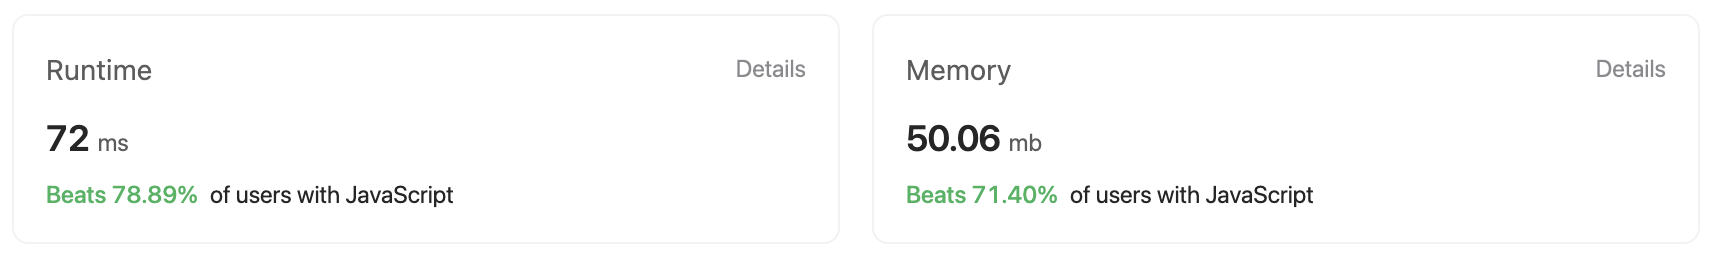 Runtime
Details
72 ms
Beats 78.89% of users with JavaScript
Memory
Details
50.06 mb
Beats 71.40% of users with JavaScript